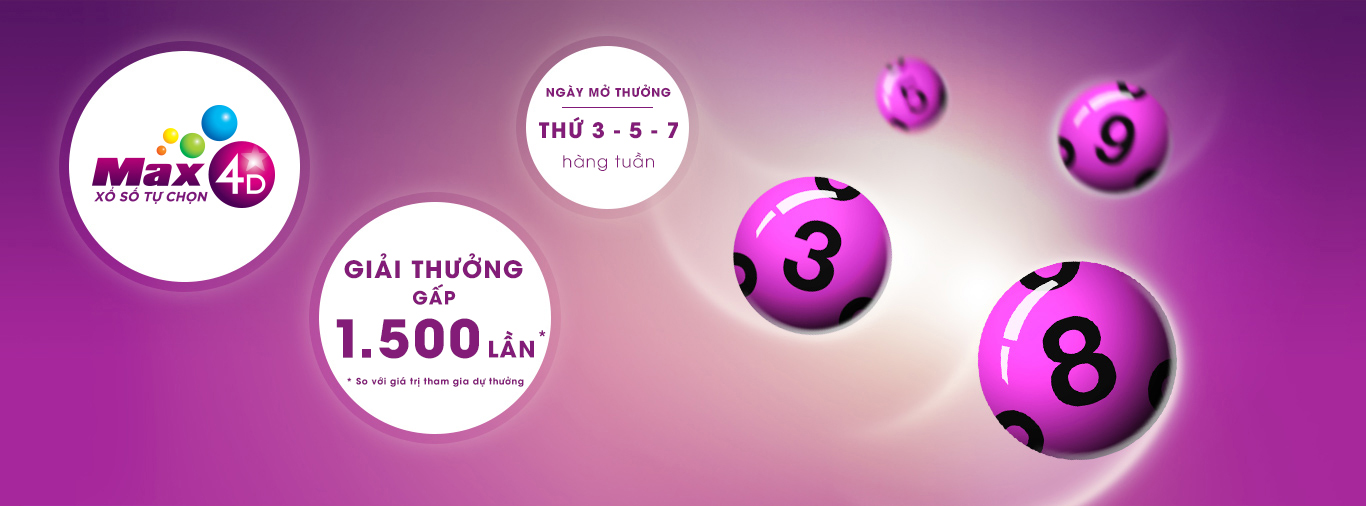 Max 4D
XỔ SỐ TỰ CHỌN
GIẢI THƯỞNG
GẤP
1.500 LẦN*
* So với giá trị tham gia dự thưởng
NGÀY MỞ THƯỞNG
THỨ 3 - 5 - 7
hàng tuần
3
9
8